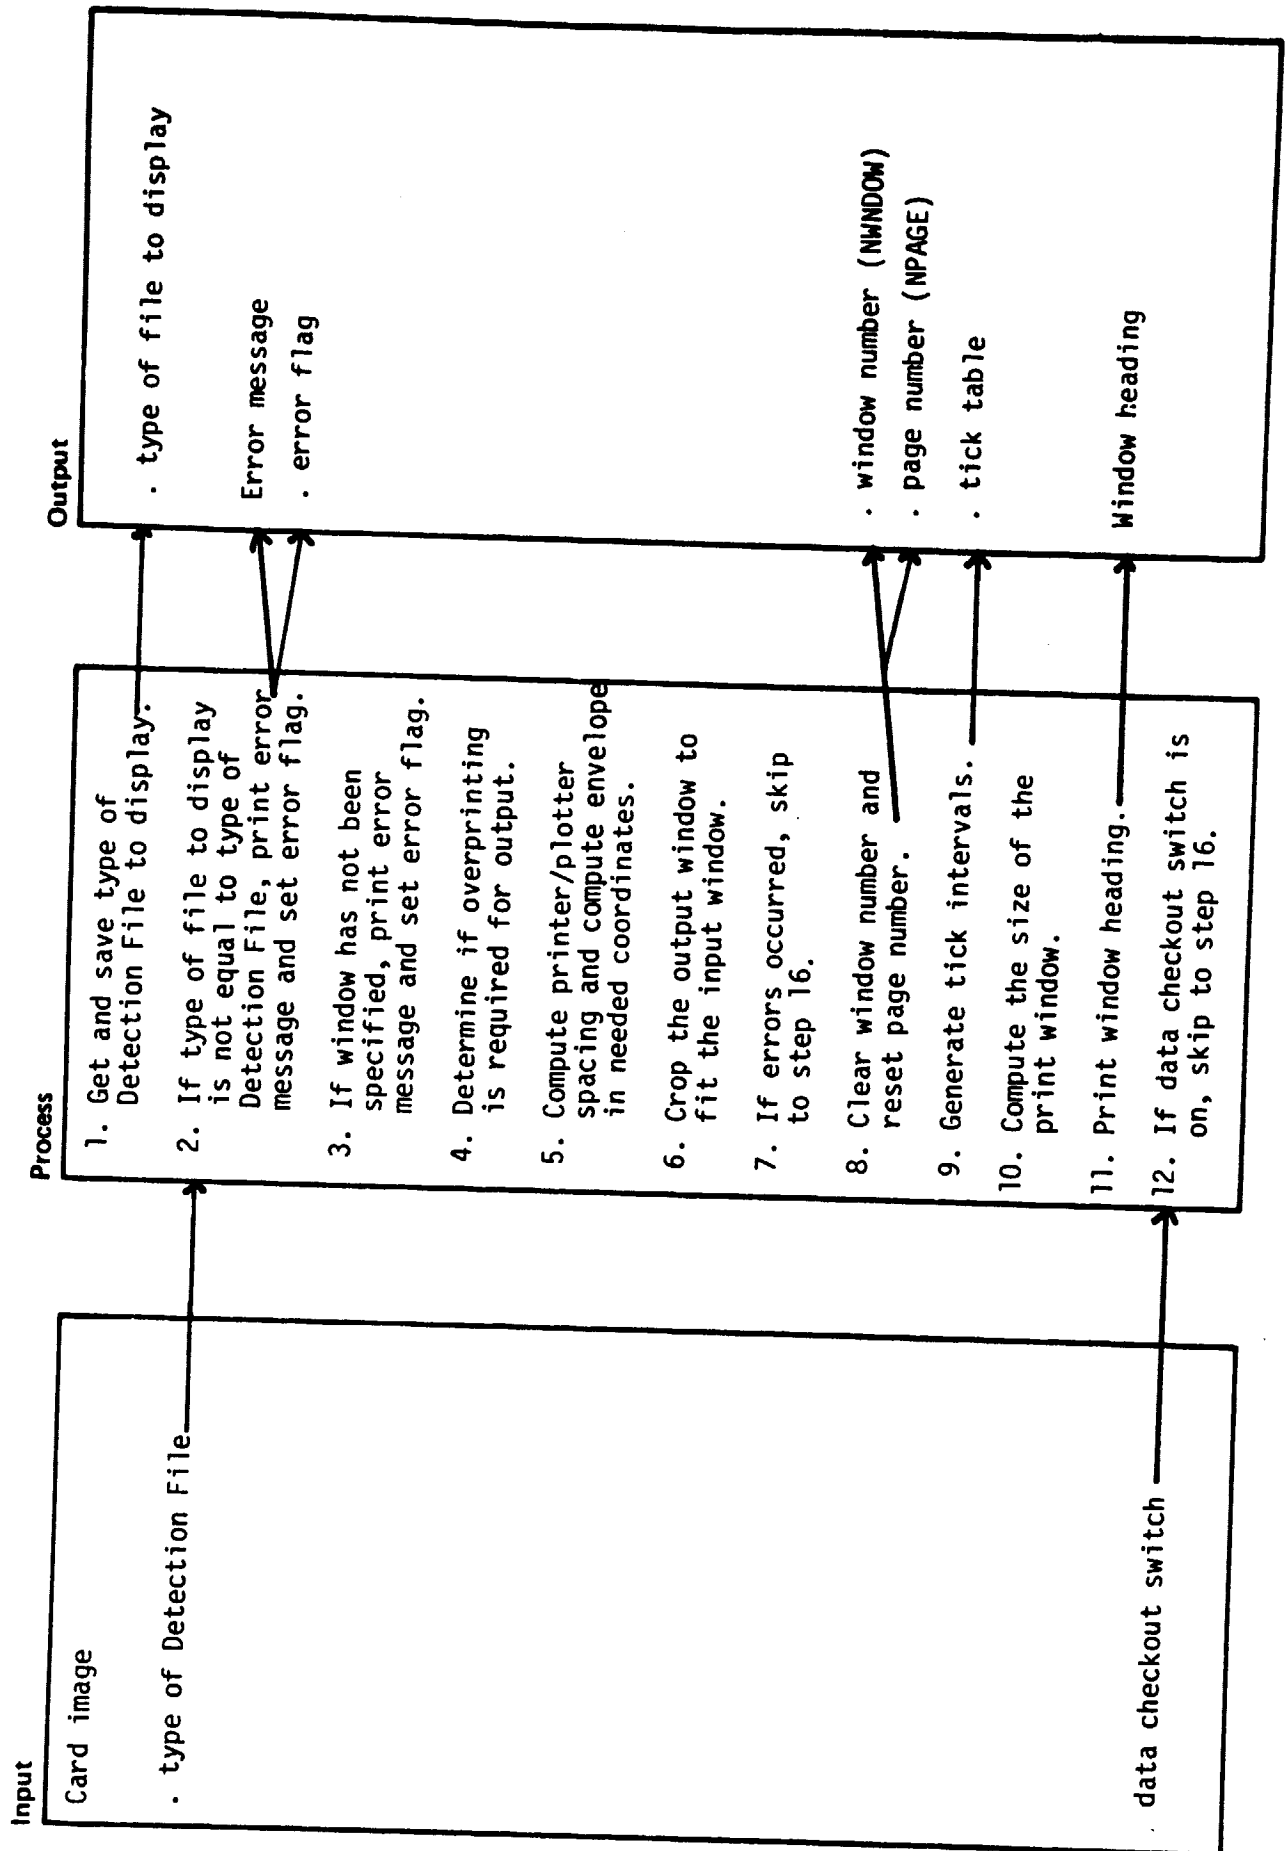 Input
Card image
. type of Detection File
. data checkout switch
Process
1. Get and save type of
Detection File to display.
2. If type of file to display
is not equal to type of
Detection File, print error
message and set error flag.
3. If window has not been
specified, print error
message and set error flag.
4. Determine if overprinting
is required for output.
5. Compute printer/plotter
spacing and compute envelope
in needed coordinates.
6. Crop the output window to
fit the input window.
7. If errors occurred, skip
to step 16.
8. Clear window number and
reset page number.
9. Generate tick intervals.
10. Compute the size of the
print window.
11. Print window heading.
12. If data checkout switch is
on, skip to step 16.
Output
. type of file to display
Error message
. error flag
. window number (NWNDOW)
. page number (NPAGE)
. tick table
Window heading